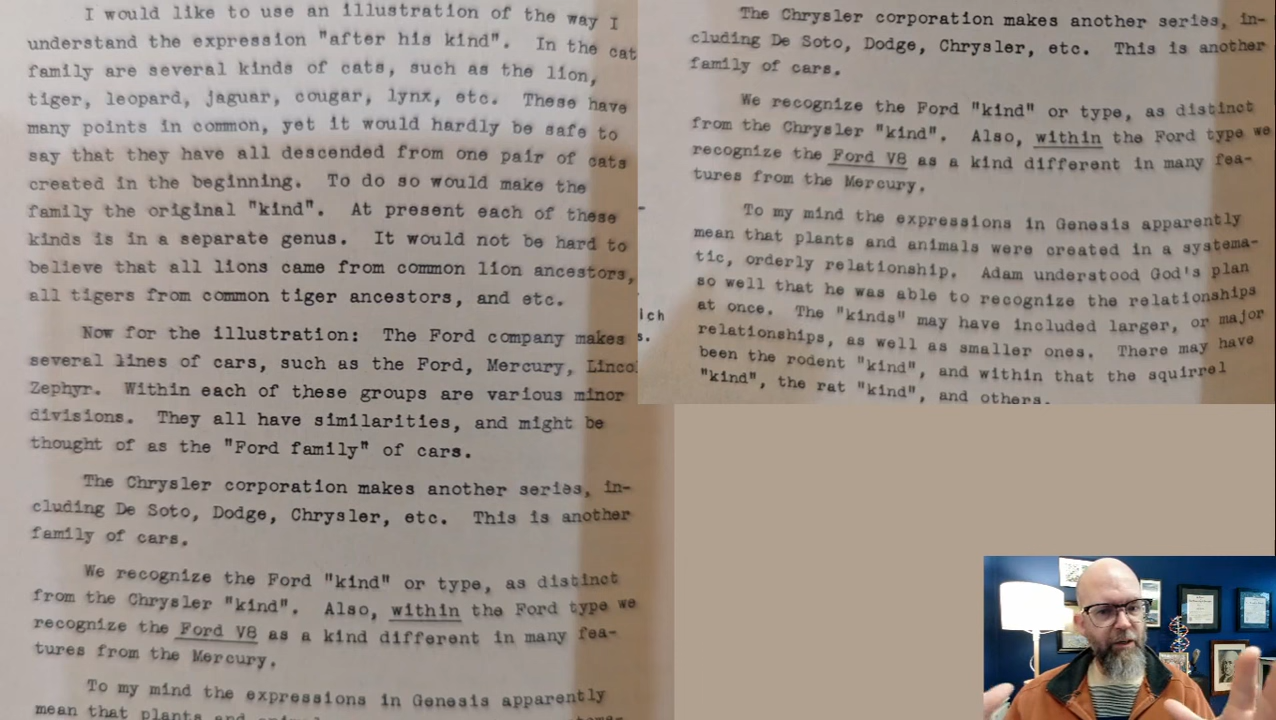 I would like to use an illustration of the way I
understand the expression "after his kind". In the cat
family are several kinds of cats, such as the lion,
tiger, leopard, jaguar, cougar, lynx, etc. These have
many points in common, yet it would hardly be safe to
say that they have all descended from one pair of cats
created in the beginning. To do so would make the
family the original "kind". At present each of these
kinds is in a separate genus. It would not be hard to
believe that all lions came from common lion ancestors,
all tigers from common tiger ancestors, and etc.
Now for the illustration: The Ford company makes
several lines of cars, such as the Ford, Mercury, Linco
Zephyr. Within each of these groups are various minor
divisions. They all have similarities, and might be
thought of as the "Ford family" of cars.
The Chrysler corporation makes another series, in-
cluding De Soto, Dodge, Chrysler, etc. This is another
family of cars.
We recognize the Ford "kind" or type, as distinct
from the Chrysler "kind". Also, within the Ford type we
recognize the Ford V8 as a kind different in many fea-
tures from the Mercury.
To my mind the expressions in Genesis apparently
mean that plants and
ich
s.
The Chrysler corporation makes another series, in-
cluding De Soto, Dodge, Chrysler, etc. This is another
family of cars.
We recognize the Ford "kind" or type, as distinct
from the Chrysler "kind". Also, within the Ford type we
recognize the Ford V8 as a kind different in many fea-
tures from the Mercury.
To my mind the expressions in Genesis apparently
mean that plants and animals were created in a systema-
tic, orderly relationship. Adam understood God's plan
so well that he was able to recognize the relationships
at once. The "kinds" may have included larger, or major
relationships, as well as smaller ones. There may have
been the rodent "kind", and within that the squirrel
"kind", the rat "kind", and others.